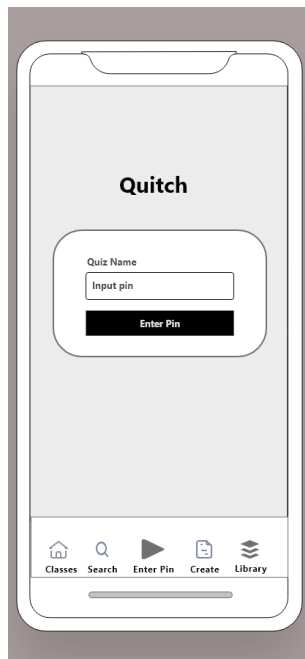 Quitch
Quiz Name
Input pin
Enter Pin
Classes Search Enter Pin Create Library